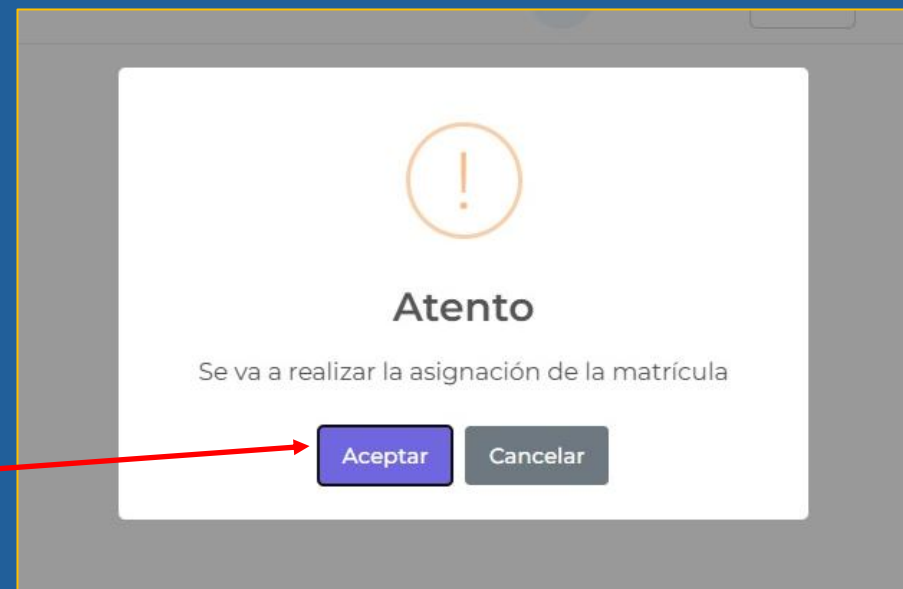 Atento
Se va a realizar la asignación de la matrícula
Aceptar Cancelar